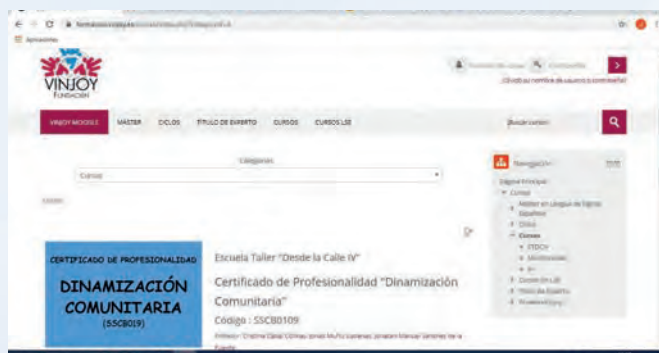 Aplicaciones
VINJOY
FUNDACIÓN
¿Olvidó su nombre de usuario o contraseña?
VINJOY MOODLE MÁSTER CICLOS TÍTULO DE EXPERTO CURSOS CURSOS LSE
Buscar cursos
Categorías:
Cursos
Navegación
Página Principal
Cursos
Máster en Lengua de Signos
Española
Ciclos
Cursos
Cursos de LSE
Título de Experto
CERTIFICADO DE PROFESIONALIDAD
DINAMIZACIÓN
COMUNITARIA
(SSCB019)
Escuela Taller "Desde la Calle IV"
Certificado de Profesionalidad "Dinamización
Comunitaria"
Código : SSCB0109